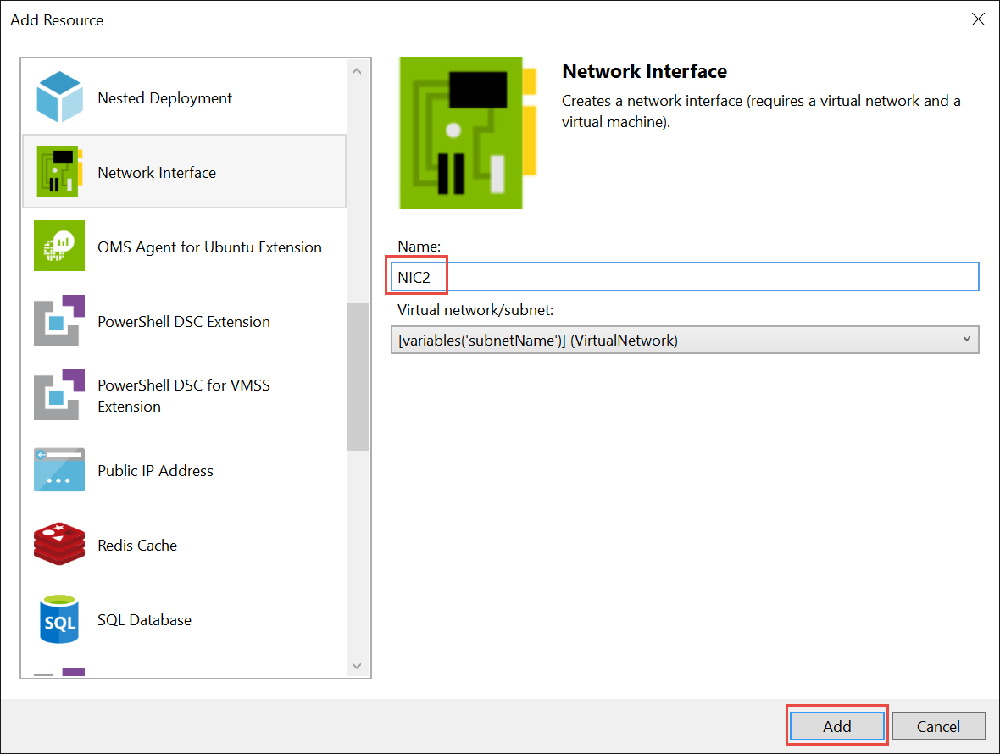 Add Resource
Nested Deployment
Network Interface
OMS Agent for Ubuntu Extension
PowerShell DSC Extension
PowerShell DSC for VMSS
Extension
Public IP Address
Redis Cache
SQL
SQL Database
Network Interface
Creates a network interface (requires a virtual network and a
virtual machine).
Name:
NIC2
Virtual network/subnet:
[variables('subnetName')] (VirtualNetwork)
Add
Cancel